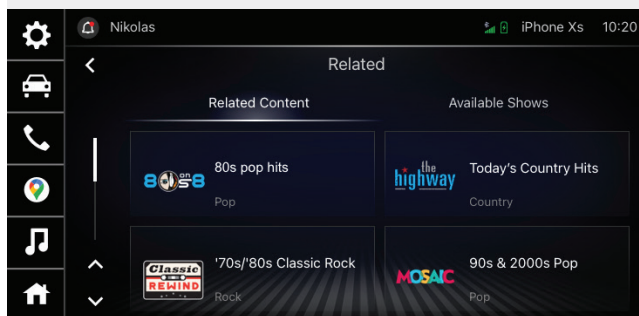 Nikolas
iPhone Xs 10:20
Related
Related Content
Available Shows
80s on 8
80s pop hits
Pop
the highway
Today's Country Hits
Country
Classic REWIND
'70s/'80s Classic Rock
Rock
MOSAIC
90s & 2000s Pop
Pop